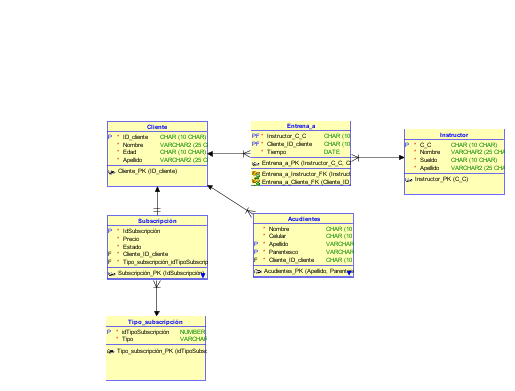 Cliente
P * ID_cliente CHAR (10 CHAR)
* Nombre VARCHAR2 (25 C
* Edad CHAR (10 CHAR)
* Apellido VARCHAR2 (25 C
Cliente_PK (ID_cliente)
Entrena_a
PF * Instructor_C_C CHAR (10
PF * Cliente_ID_cliente CHAR (10
* Tiempo DATE
Entrena_a_PK (Instructor_C_C, C
Entrena_a_Instructor_FK (Instruct
Entrena_a_Cliente_FK (Cliente_ID
Instructor
P * C_C CHAR (10 CHAR)
* Nombre VARCHAR2 (25 CH
* Sueldo CHAR (10 CHAR)
* Apellido VARCHAR2 (25 CH
Instructor_PK (C_C)
Subscripción
P * IdSubscripción
* Precio
* Estado
F * Cliente_ID_cliente
F * Tipo_subscripción_idTipoSubscrip
Subscripción_PK (IdSubscripción)
Acudientes
* Nombre CHAR (10
* Celular CHAR (10
P * Apellido VARCHAR
P * Parentesco VARCHAR
F * Cliente_ID_cliente CHAR (10
Acudientes_PK (Apellido, Parentes
Tipo_subscripción
P * idTipoSubscripción NUMBER
* Tipo VARCHAR
Tipo_subscripción_PK (idTipoSubsc